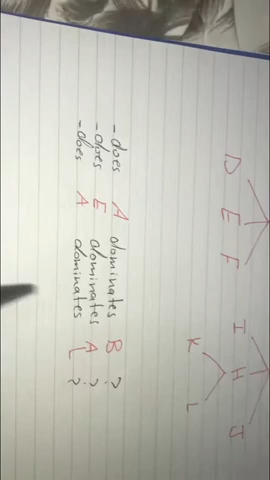 D E F I H J
K L
-does A dominates B ?
-does E dominates A ?
-does A dominates L ?